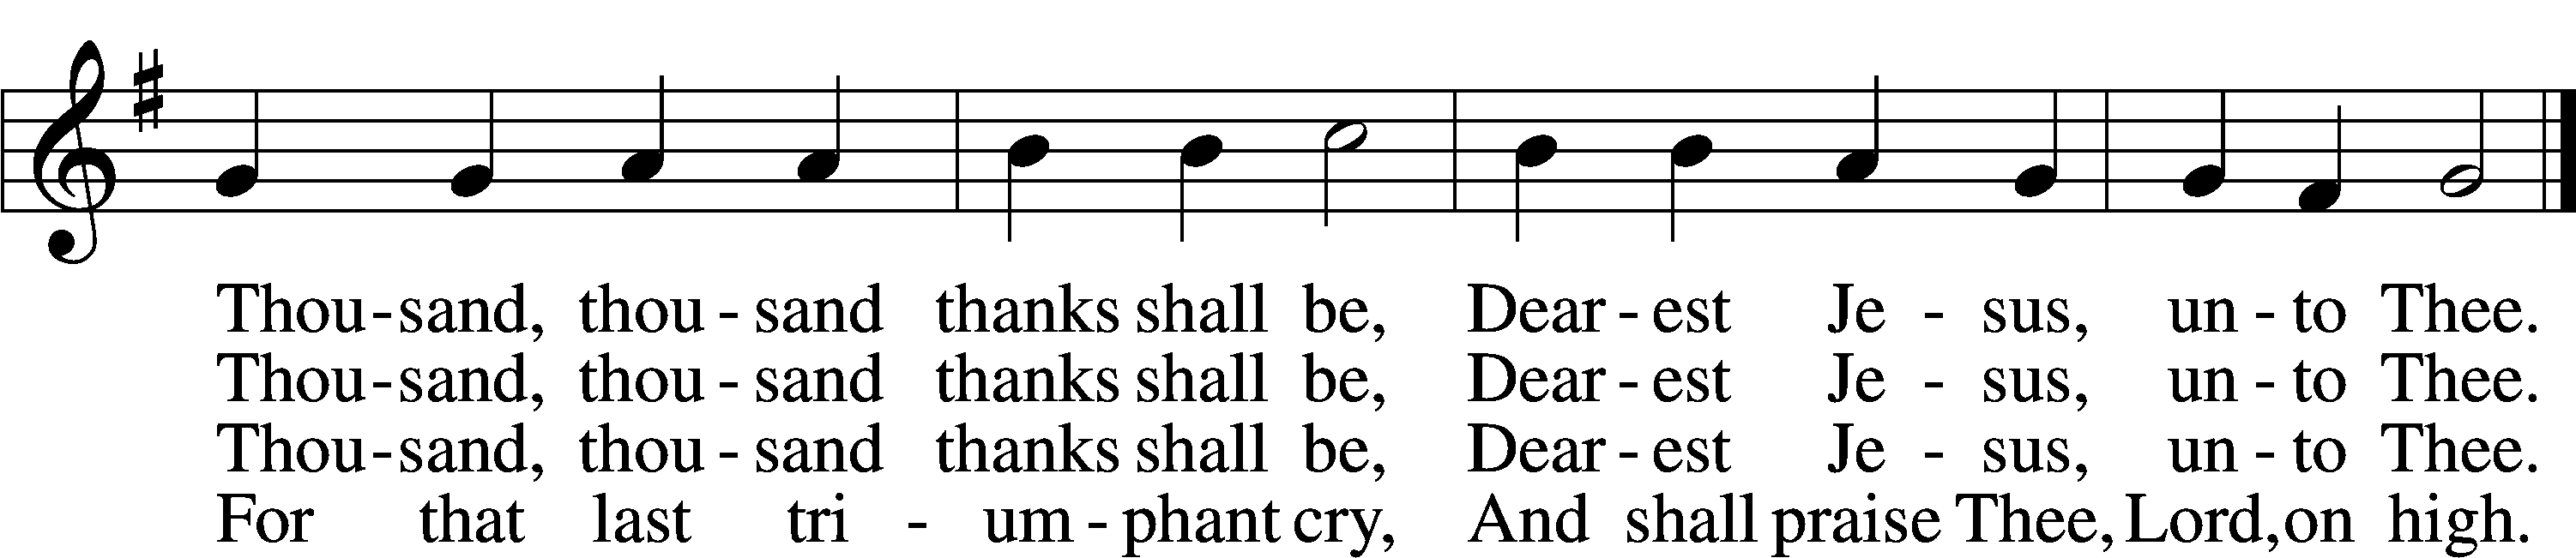 Thou-sand, thou-sand thanks shall be, Dear-est Je-sus, un-to Thee.
Thou-sand, thou-sand thanks shall be, Dear-est Je-sus, un-to Thee.
Thou-sand, thou-sand thanks shall be, Dear-est Je-sus, un-to Thee.
For that last tri-um-phant cry, And shall praise Thee, Lord, on high.